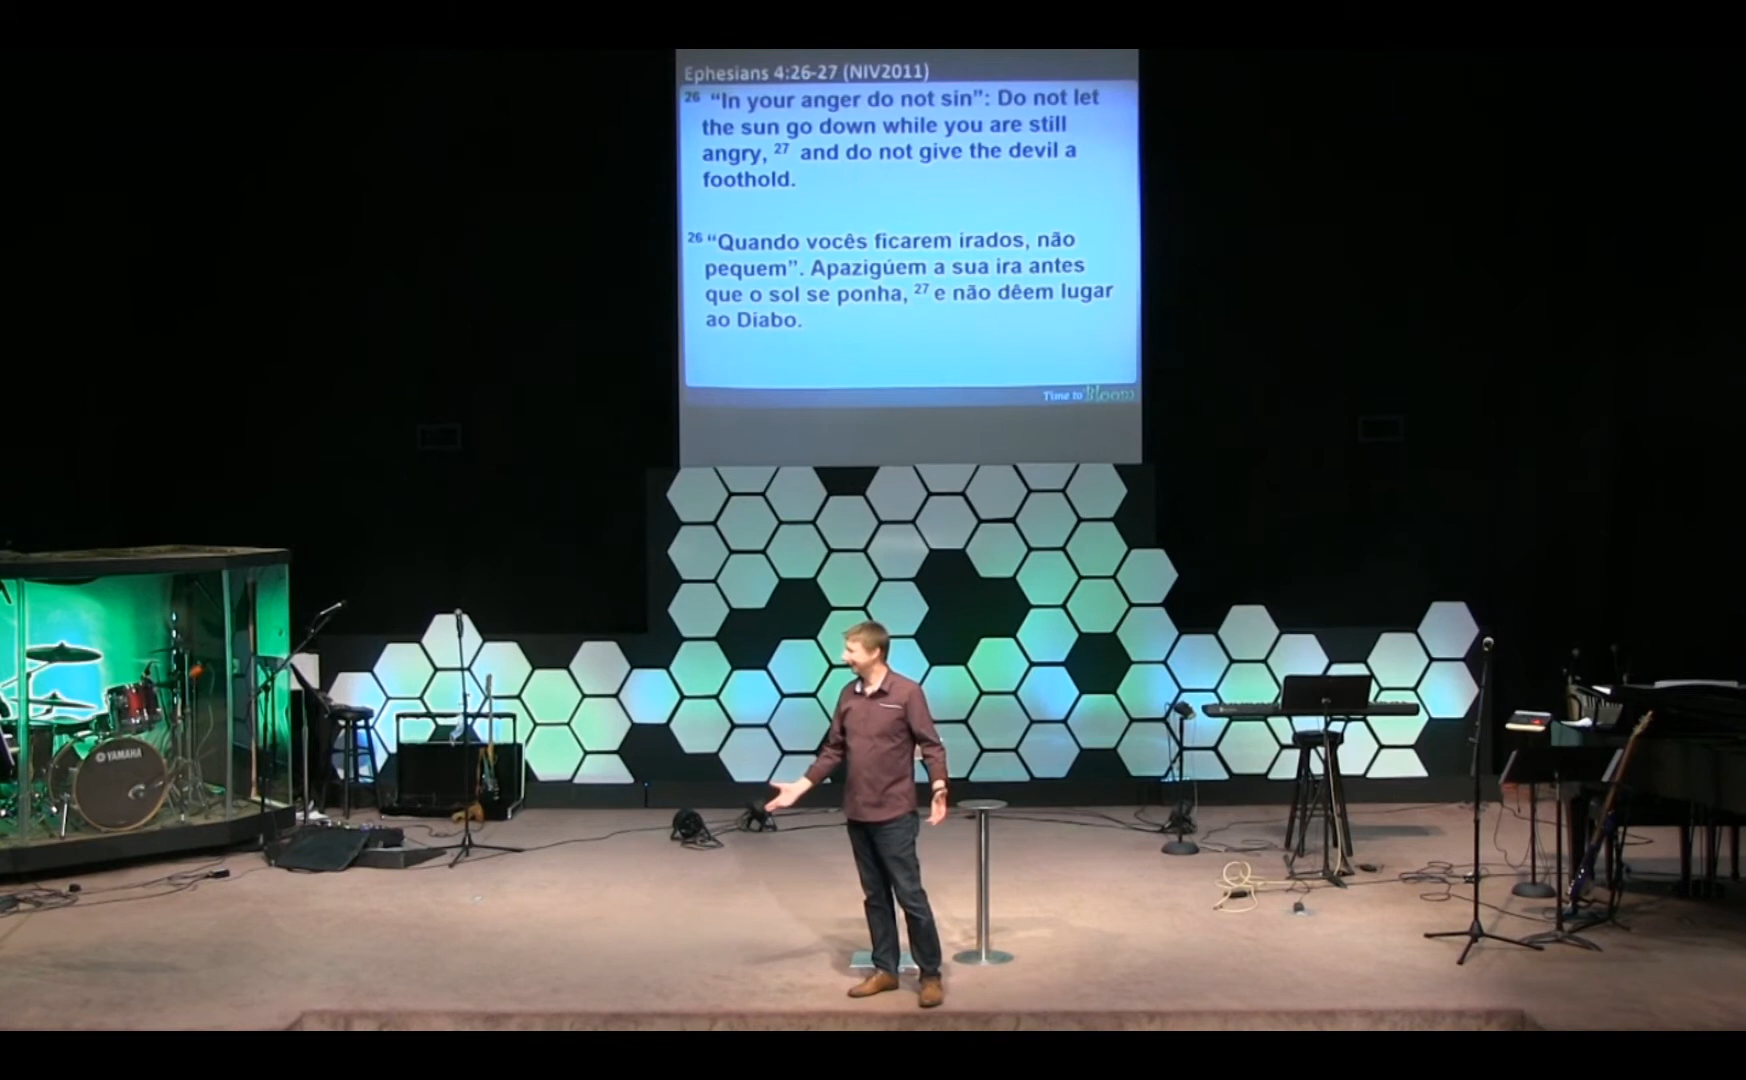 Ephesians 4:26-27 (NIV2011)
26 “In your anger do not sin”: Do not let
the sun go down while you are still
angry, 27 and do not give the devil a
foothold.
26 “Quando vocês ficarem irados, não
pequem”. Apazigúem a sua ira antes
que o sol se ponha, 27 e não dêem lugar
ao Diabo.
Time to Bloom
YAMAHA